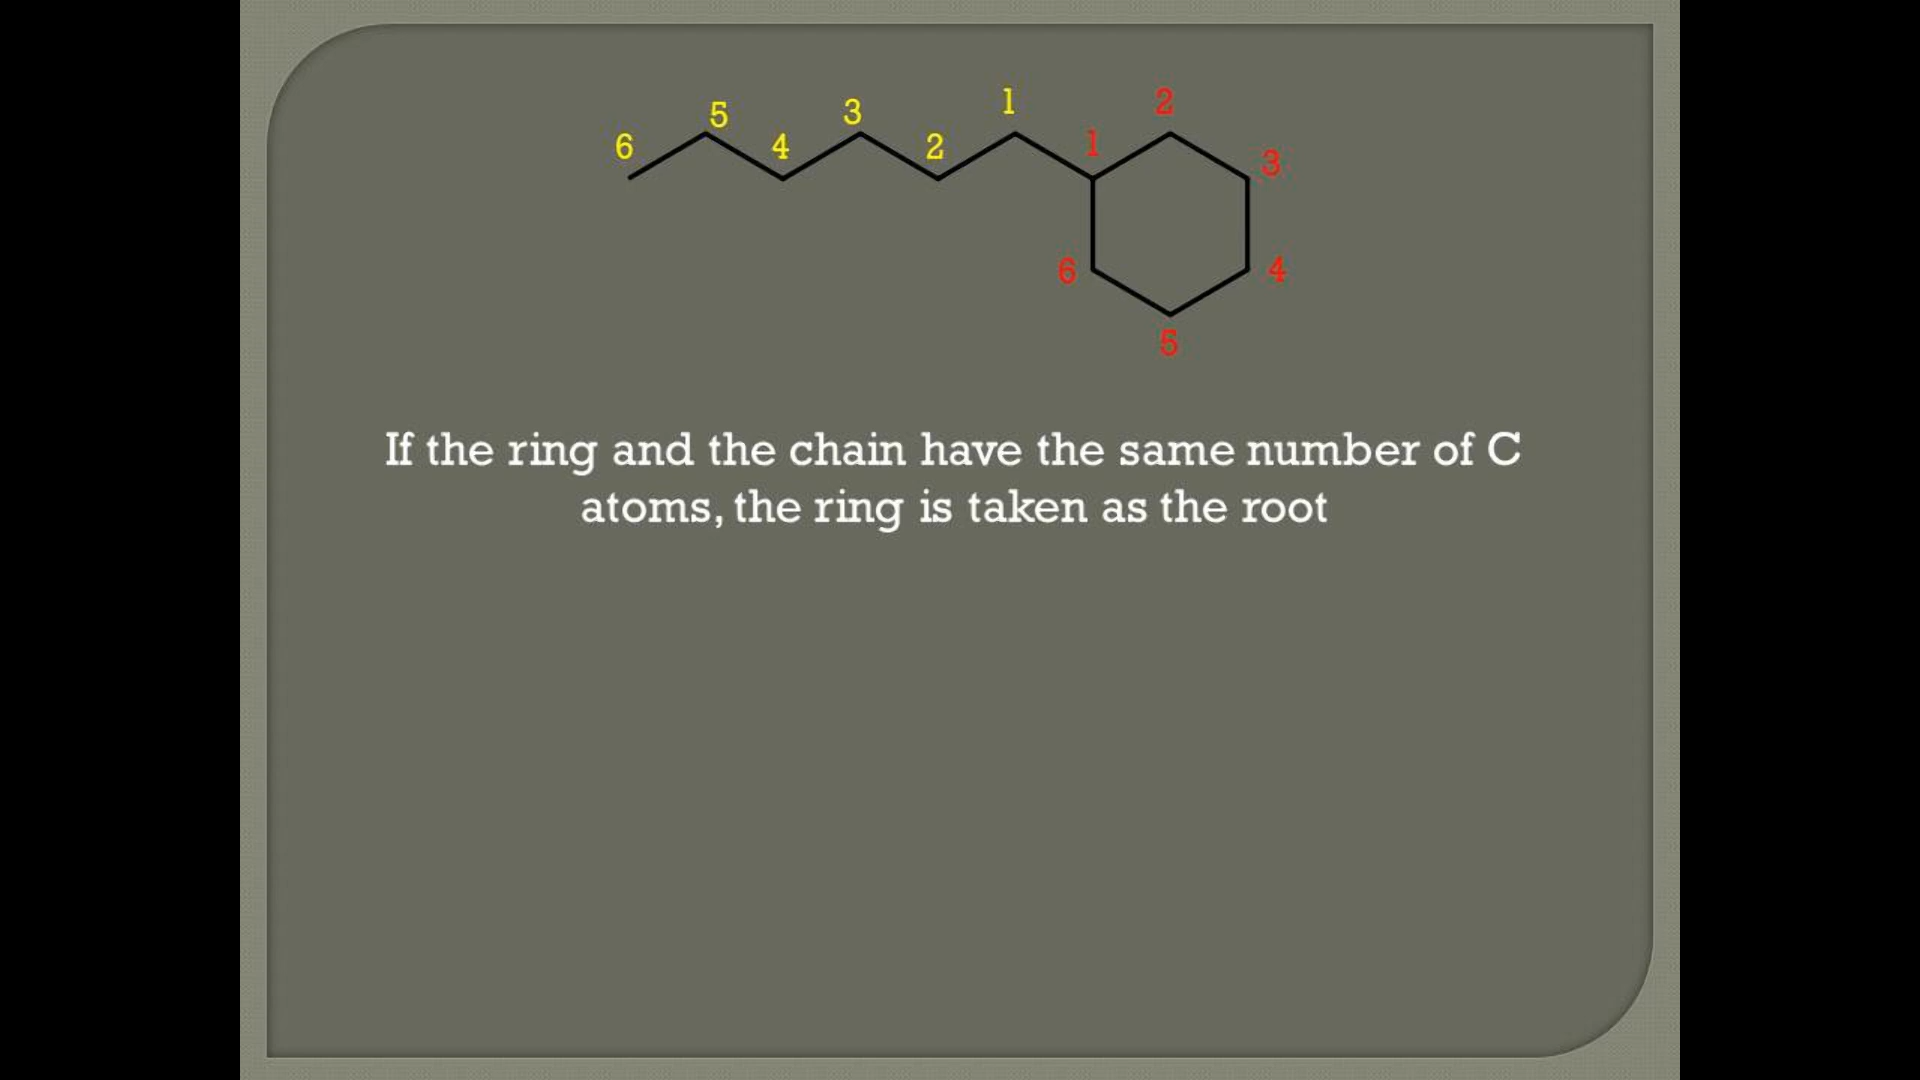 6 5 4 3 2 1 1 2 3 4 5 6
If the ring and the chain have the same number of C
atoms, the ring is taken as the root